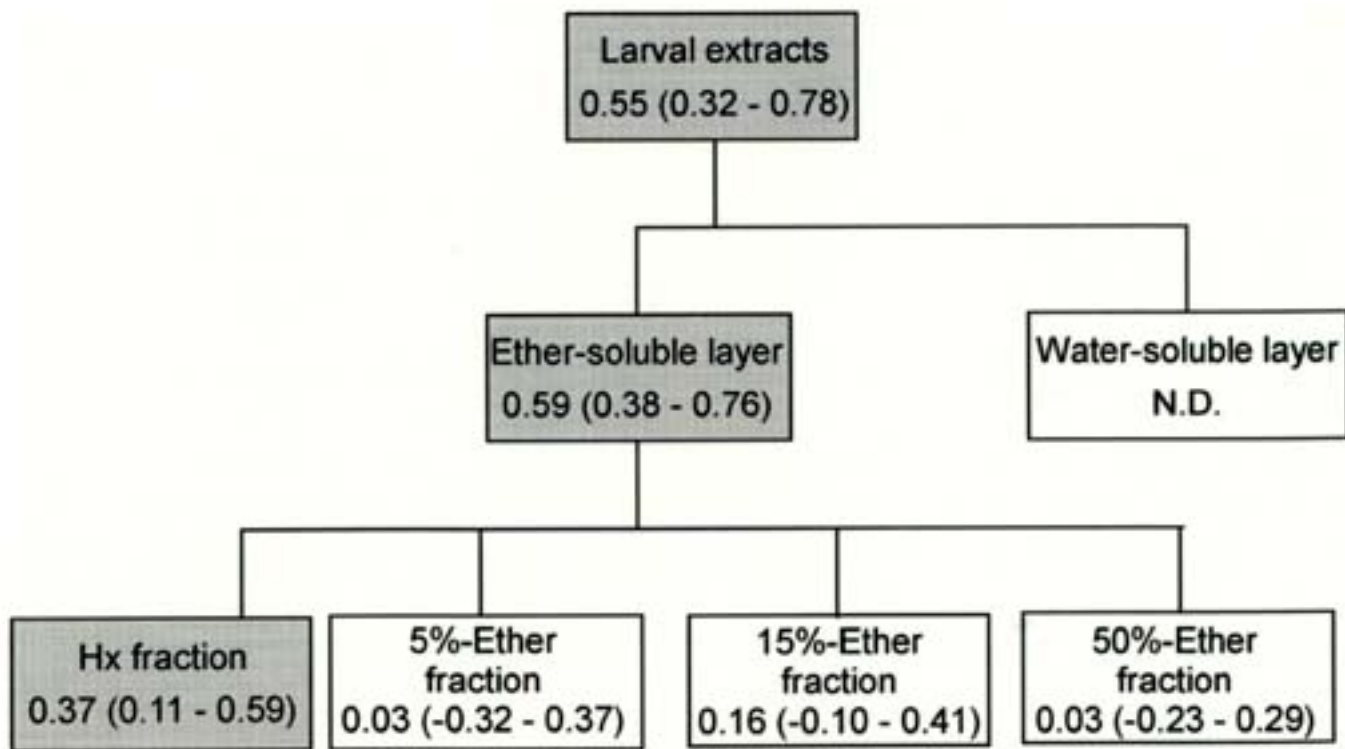 Larval extracts
0.55 (0.32 - 0.78)
Ether-soluble layer
0.59 (0.38 - 0.76)
Water-soluble layer
N.D.
Hx fraction
0.37 (0.11 - 0.59)
5%-Ether
fraction
0.03 (-0.32 - 0.37)
15%-Ether
fraction
0.16 (-0.10 - 0.41)
50%-Ether
fraction
0.03 (-0.23 - 0.29)